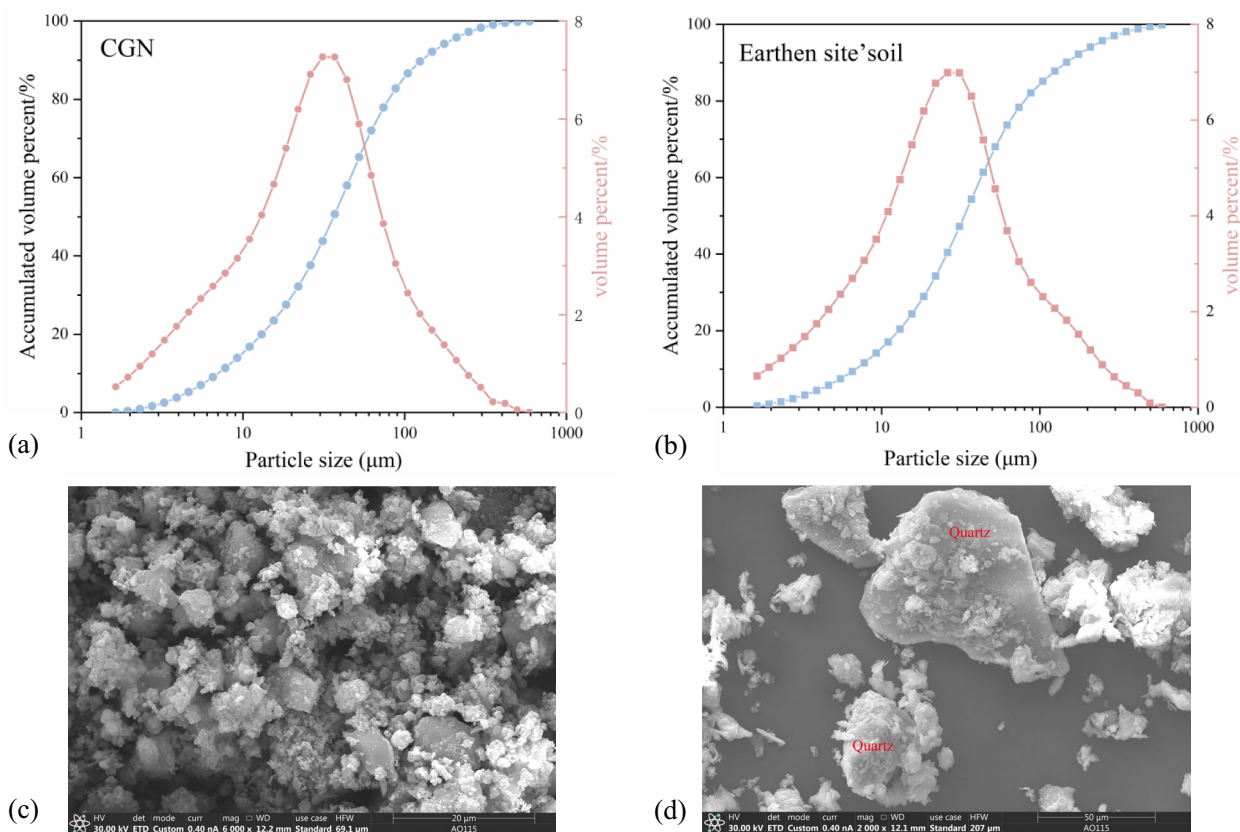 CGN
Accumulated volume percent/%
100
80
60
40
20
0
8
6
4
2
0
volume percent/%
1
10
100
1000
Particle size (μm)
(a)
Earthen site’soil
Accumulated volume percent/%
100
80
60
40
20
0
8
6
4
2
0
volume percent/%
1
10
100
1000
Particle size (μm)
(b)
(c)
HV det mode curr mag □ WD use case HFW
30.00 kV ETD Custom 0.40 nA 6 000 x 12.2 mm Standard 69.1 μm
20 μm
AO115
Quartz
Quartz
(d)
HV det mode curr mag □ WD use case HFW
30.00 kV ETD Custom 0.40 nA 2 000 x 12.1 mm Standard 207 μm
50 μm
AO115